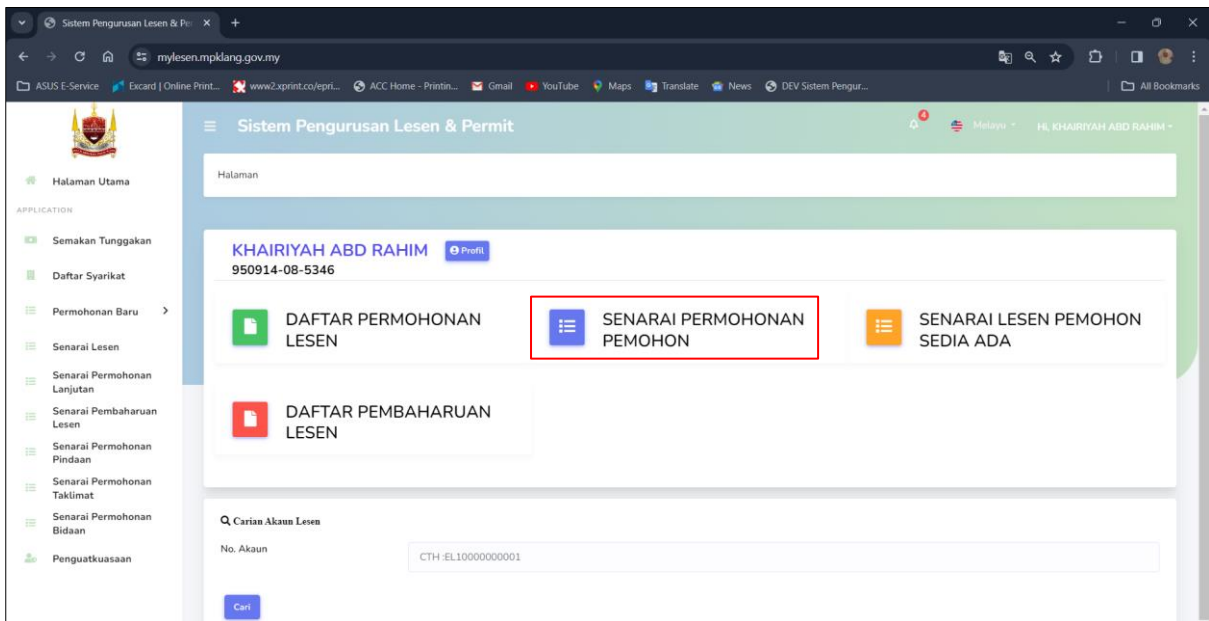 Sistem Pengurusan Lesen & Per
mylesen.mpklang.gov.my
ASUS E-Service
Excard | Online Print...
www2.xprint.co/epri...
ACC Home - Printin...
Gmail
YouTube
Maps
Translate
News
DEV Sistem Pengur...
All Bookmarks
Sistem Pengurusan Lesen & Permit
4
Melayu
HI, KHAIRIYAH ABD RAHIM
Halaman Utama
APPLICATION
Semakan Tunggakan
Daftar Syarikat
Permohonan Baru
Senarai Lesen
Senarai Permohonan
Lanjutan
Senarai Pembaharuan
Lesen
Senarai Permohonan
Pindaan
Senarai Permohonan
Taklimat
Senarai Permohonan
Bidaan
Penguatkuasaan
Halaman
KHAIRIYAH ABD RAHIM
Profil
950914-08-5346
DAFTAR PERMOHONAN
LESEN
SENARAI PERMOHONAN
PEMOHON
SENARAI LESEN PEMOHON
SEDIA ADA
DAFTAR PEMBAHARUAN
LESEN
Carian Akaun Lesen
No. Akaun
CTH :EL10000000001
Cari